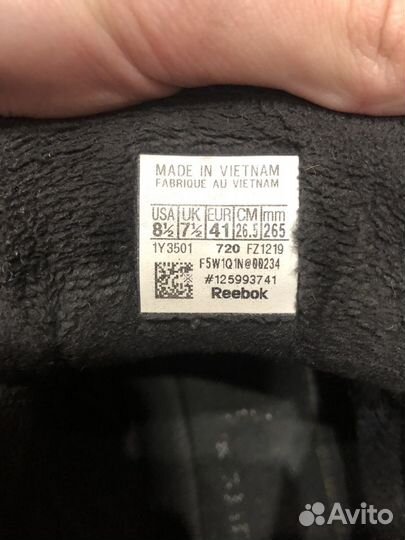 MADE IN VIETNAM
FABRIQUE AU VIETNAM
USA UK EUR CM mm
8½ 7½ 41 26.5 265
1Y3501 720 FZ1219
F5W1Q1N@00234
#125993741
Reebok
Avito